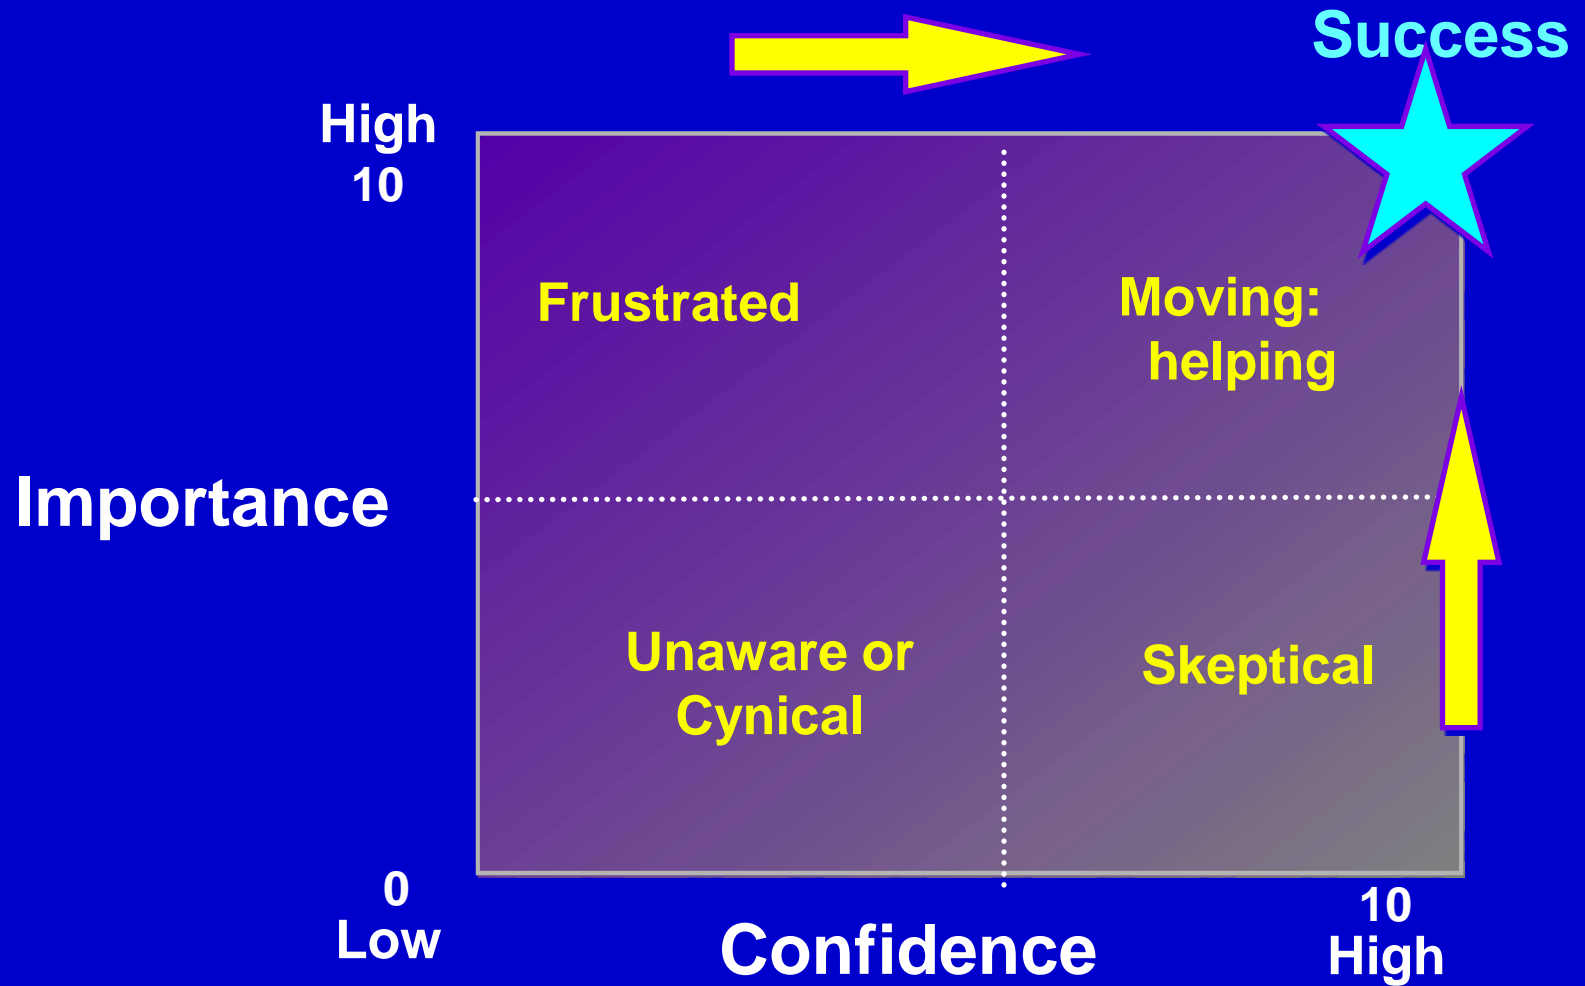 Success
High
10
Frustrated
Moving:
helping
Importance
Unaware or
Cynical
Skeptical
0
Low
Confidence
10
High